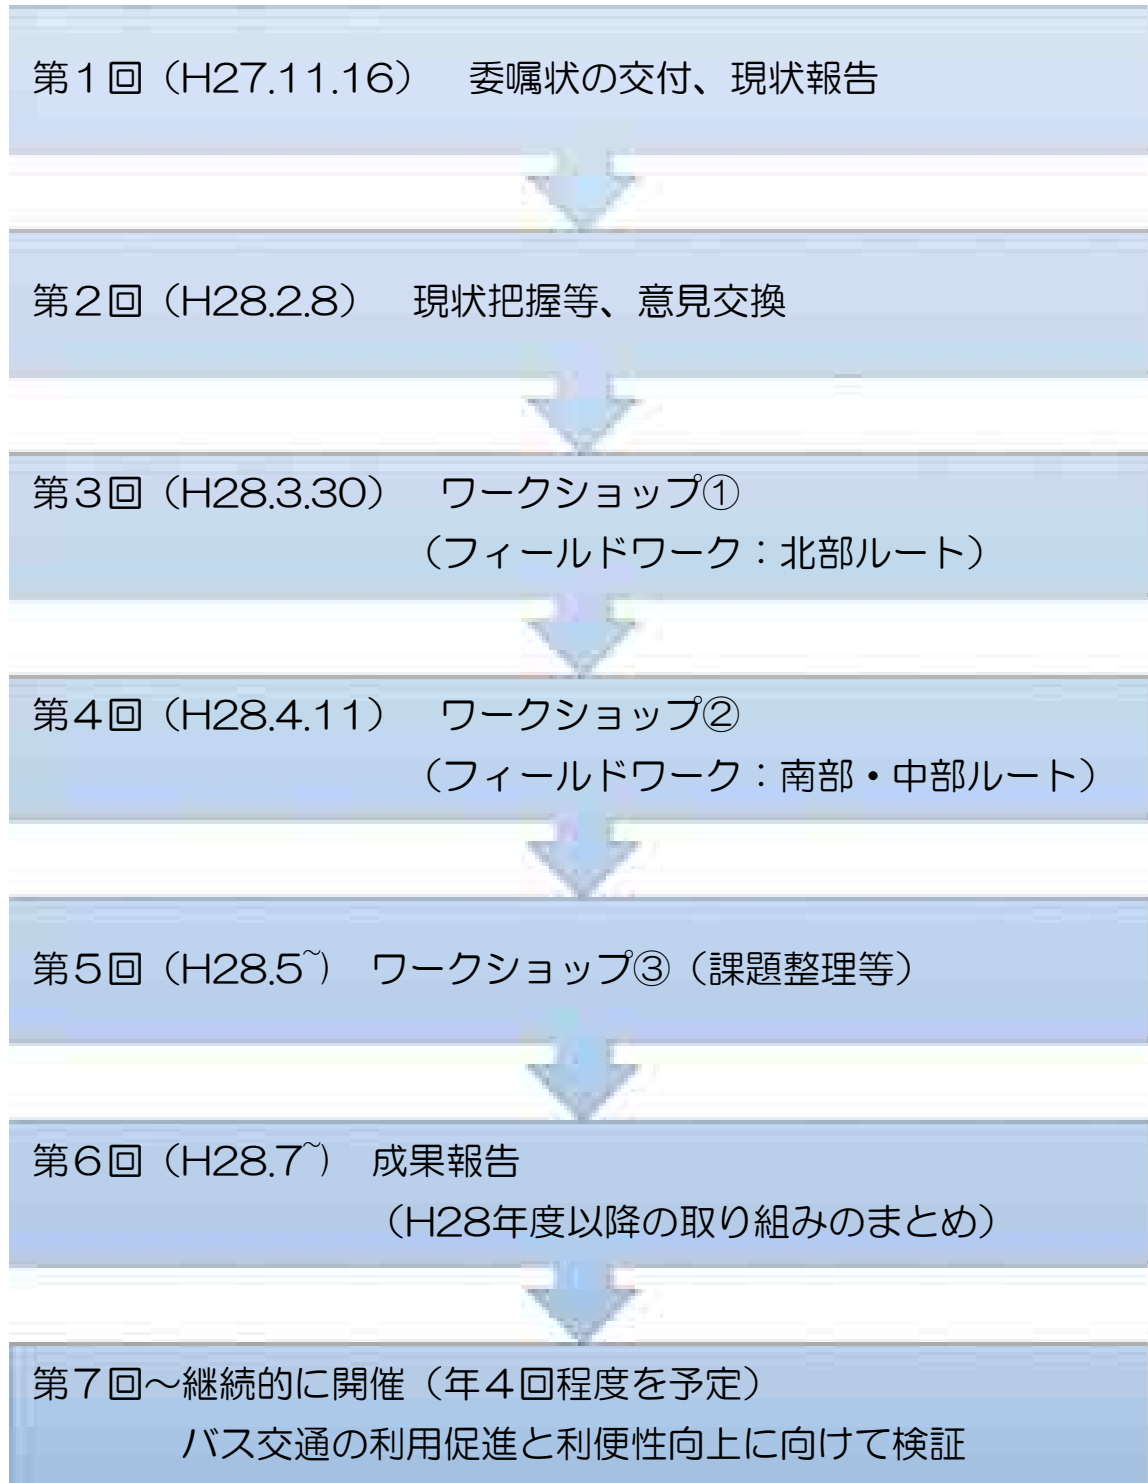 第１回（H27.11.16）　委嘱状の交付、現状報告
第２回（H28.2.8）　現状把握等、意見交換
第３回（H28.3.30）　ワークショップ①
（フィールドワーク：北部ルート）
第４回（H28.4.11）　ワークショップ②
（フィールドワーク：南部・中部ルート）
第５回（H28.5~）　ワークショップ③（課題整理等）
第６回（H28.7~）　成果報告
（H28年度以降の取り組みのまとめ）
第７回～継続的に開催（年４回程度を予定）
バス交通の利用促進と利便性向上に向けて検証